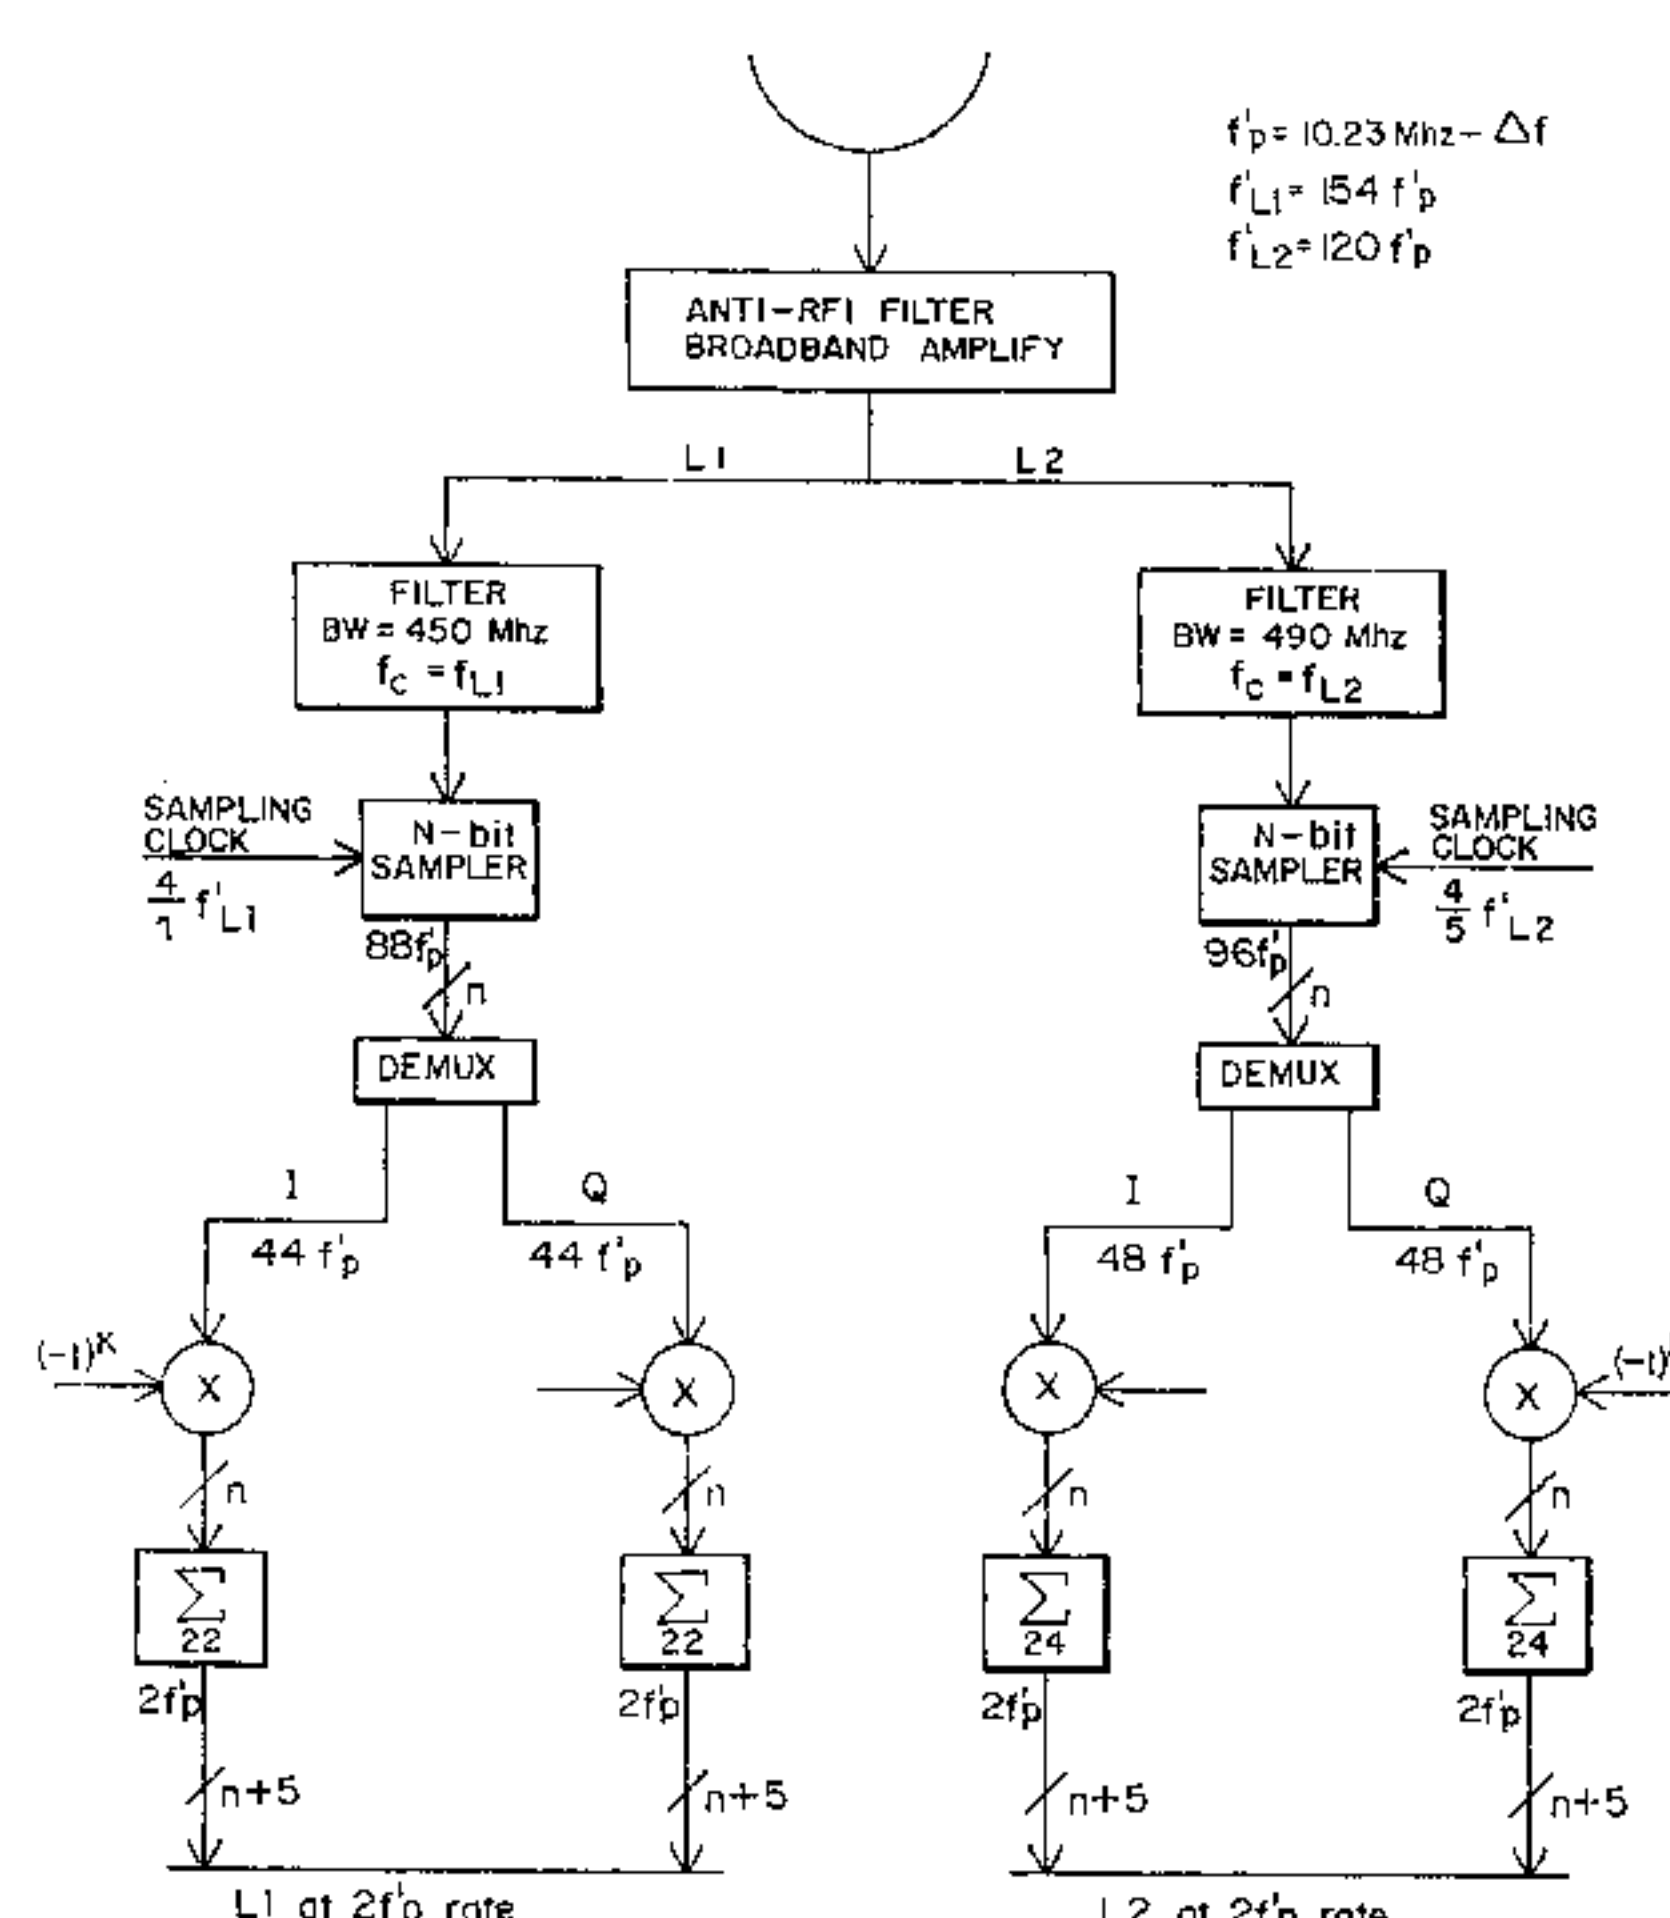 f'p = 10.23 Mhz - Δf
f'L1 = 154 f'p
f'L2 = 120 f'p
ANTI-RFI FILTER
BROADBAND AMPLIFY
L1
L2
FILTER
BW = 450 Mhz
fc = fL1
FILTER
BW = 490 Mhz
fc = fL2
SAMPLING
CLOCK
4/7 f'L1
N-bit
SAMPLER
N-bit
SAMPLER
SAMPLING
CLOCK
4/5 f'L2
88f'p
n
96f'p
n
DEMUX
DEMUX
I
Q
I
Q
44 f'p
44 f'p
48 f'p
48 f'p
(-1)^K
X
X
X
X
(-1)
n
n
n
n
Σ
22
Σ
22
Σ
24
Σ
24
2f'p
2f'p
2f'p
2f'p
n+5
n+5
n+5
n+5
L1 at 2f'p rate
L2 at 2f'p rate